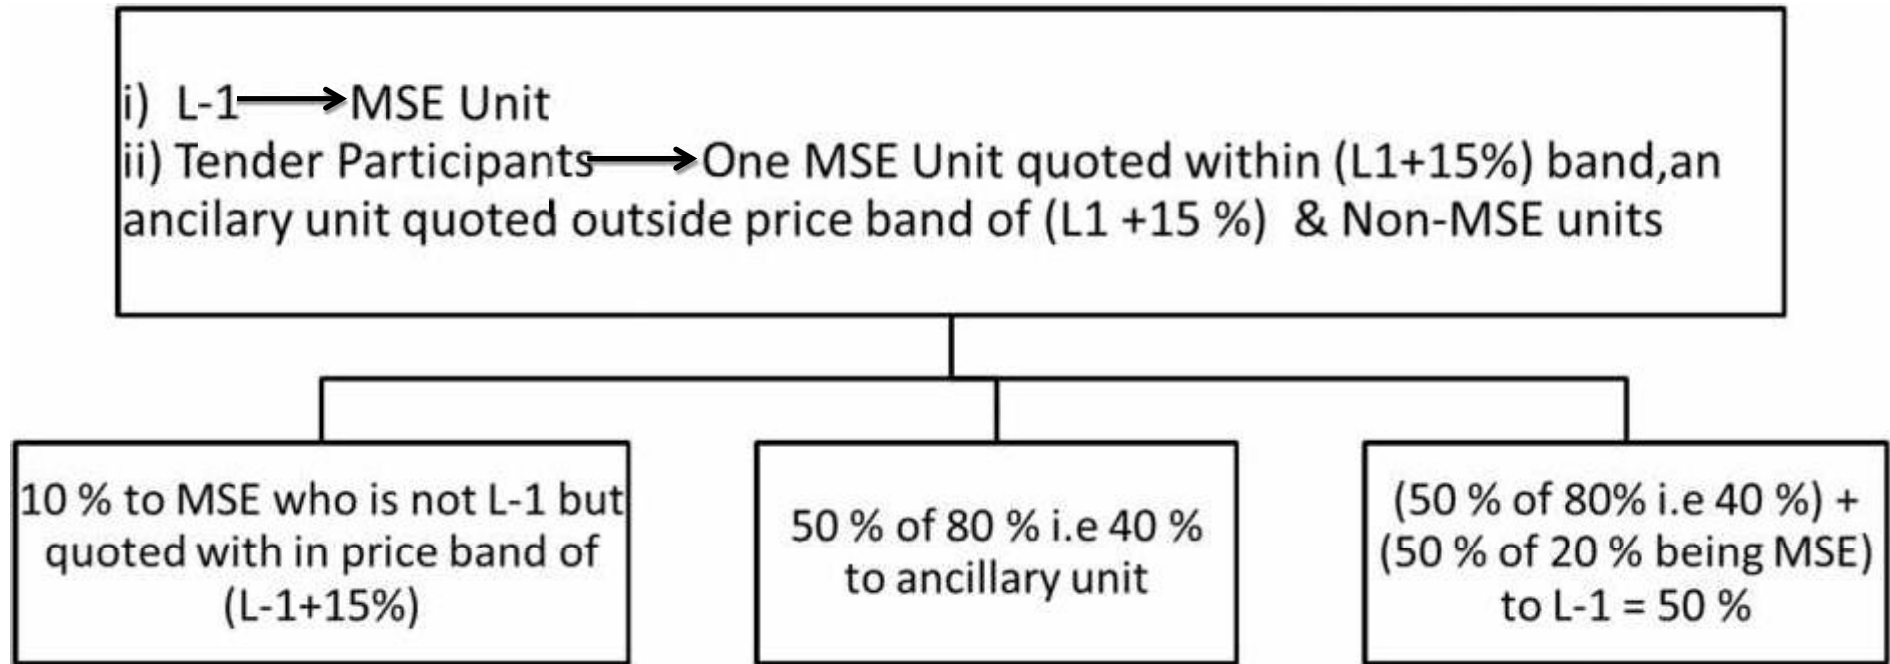 i) L-1⟶MSE Unit
ii) Tender Participants⟶One MSE Unit quoted within (L1+15%) band,an
ancilary unit quoted outside price band of (L1 +15 %) & Non-MSE units
10 % to MSE who is not L-1 but
quoted with in price band of
(L-1+15%)
50 % of 80 % i.e 40 %
to ancillary unit
(50 % of 80% i.e 40 %) +
(50 % of 20 % being MSE)
to L-1 = 50 %